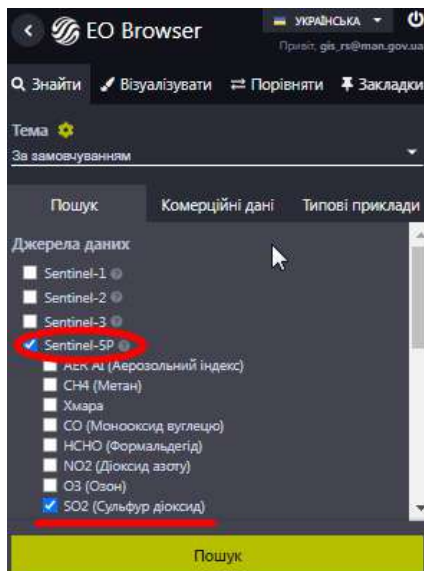 EO Browser
УКРАЇНСЬКА
Привіт, gis_rs@man.gov.ua
Знайти Візуалізувати Порівняти Закладки
Тема
За замовчуванням
Пошук Комерційні дані Типові приклади
Джерела даних
Sentinel-1
Sentinel-2
Sentinel-3
Sentinel-5P
AER AI (Аерозольний індекс)
CH4 (Метан)
Хмара
CO (Монооксид вуглецю)
HCHO (Формальдегід)
NO2 (Діоксид азоту)
O3 (Озон)
SO2 (Сульфур діоксид)
Пошук